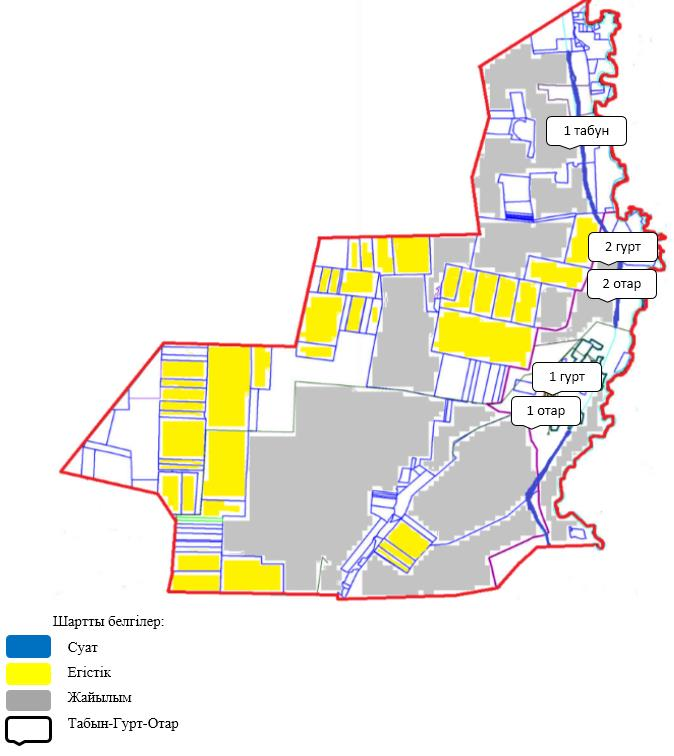 1 табун
2 гурт
2 отар
1 гурт
1 отар
Шартты белгілер:
Суат
Егістік
Жайылым
Табын-Гурт-Отар